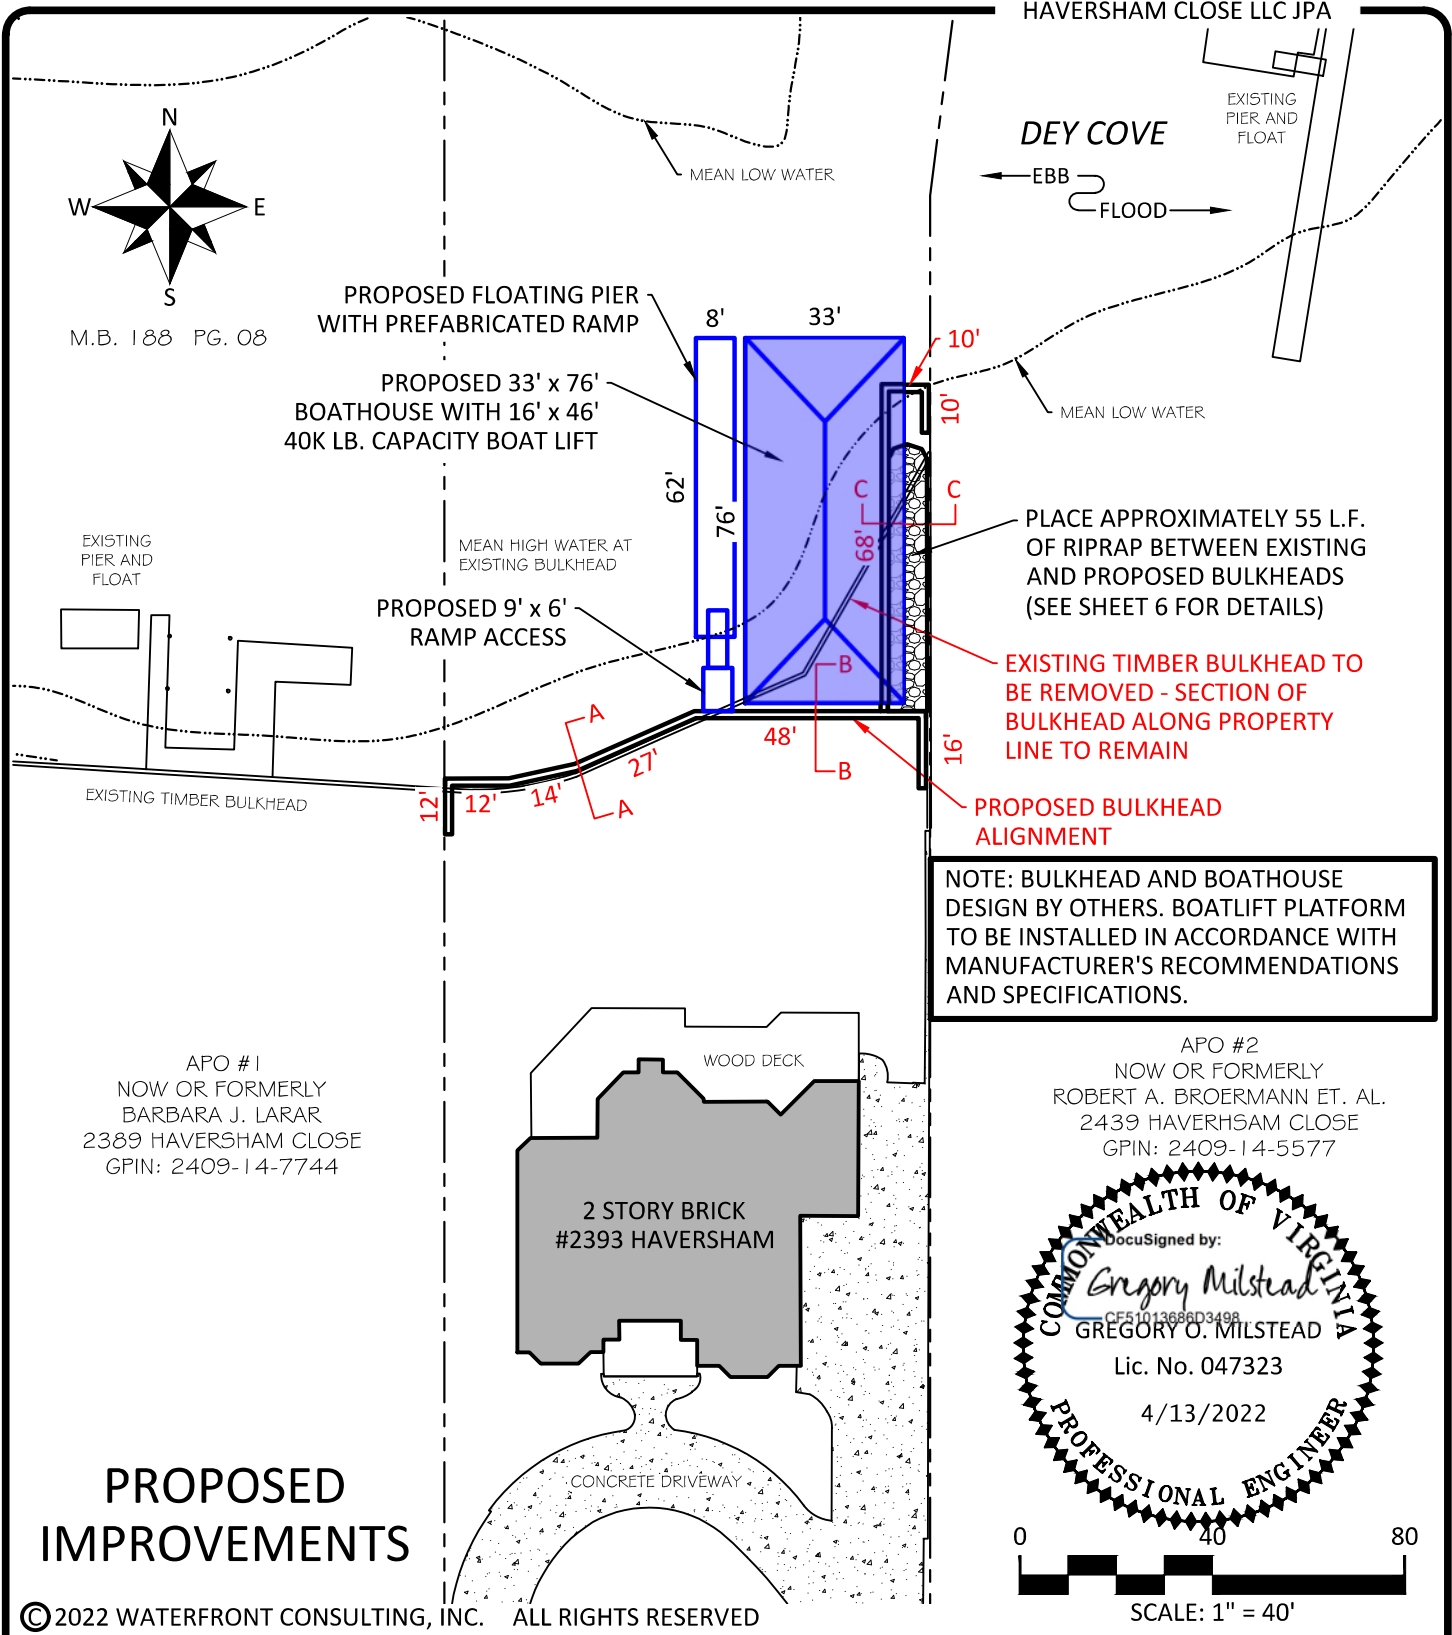 HAVERSHAM CLOSE LLC JPA
N
W
E
S
M.B. 188 PG. 08
MEAN LOW WATER
DEY COVE
EBB
FLOOD
EXISTING
PIER AND
FLOAT
PROPOSED FLOATING PIER
WITH PREFABRICATED RAMP
8'
33'
10'
10'
PROPOSED 33' x 76'
BOATHOUSE WITH 16' x 46'
40K LB. CAPACITY BOAT LIFT
MEAN LOW WATER
62'
76'
C
C
68'
PLACE APPROXIMATELY 55 L.F.
OF RIPRAP BETWEEN EXISTING
AND PROPOSED BULKHEADS
(SEE SHEET 6 FOR DETAILS)
EXISTING
PIER AND
FLOAT
MEAN HIGH WATER AT
EXISTING BULKHEAD
PROPOSED 9' x 6'
RAMP ACCESS
EXISTING TIMBER BULKHEAD TO
BE REMOVED - SECTION OF
BULKHEAD ALONG PROPERTY
LINE TO REMAIN
B
B
A
A
48'
27'
14'
12'
12'
16'
EXISTING TIMBER BULKHEAD
PROPOSED BULKHEAD
ALIGNMENT
NOTE: BULKHEAD AND BOATHOUSE
DESIGN BY OTHERS. BOATLIFT PLATFORM
TO BE INSTALLED IN ACCORDANCE WITH
MANUFACTURER'S RECOMMENDATIONS
AND SPECIFICATIONS.
APO #1
NOW OR FORMERLY
BARBARA J. LARAR
2389 HAVERSHAM CLOSE
GPIN: 2409-14-7744
WOOD DECK
APO #2
NOW OR FORMERLY
ROBERT A. BROERMANN ET. AL.
2439 HAVERHSAM CLOSE
GPIN: 2409-14-5577
2 STORY BRICK
#2393 HAVERSHAM
COMMONWEALTH OF VIRGINIA
DocuSigned by:
Gregory Milstead
CF51013686D3498...
GREGORY O. MILSTEAD
Lic. No. 047323
4/13/2022
PROFESSIONAL ENGINEER
CONCRETE DRIVEWAY
PROPOSED
IMPROVEMENTS
0 40 80
SCALE: 1" = 40'
© 2022 WATERFRONT CONSULTING, INC. ALL RIGHTS RESERVED